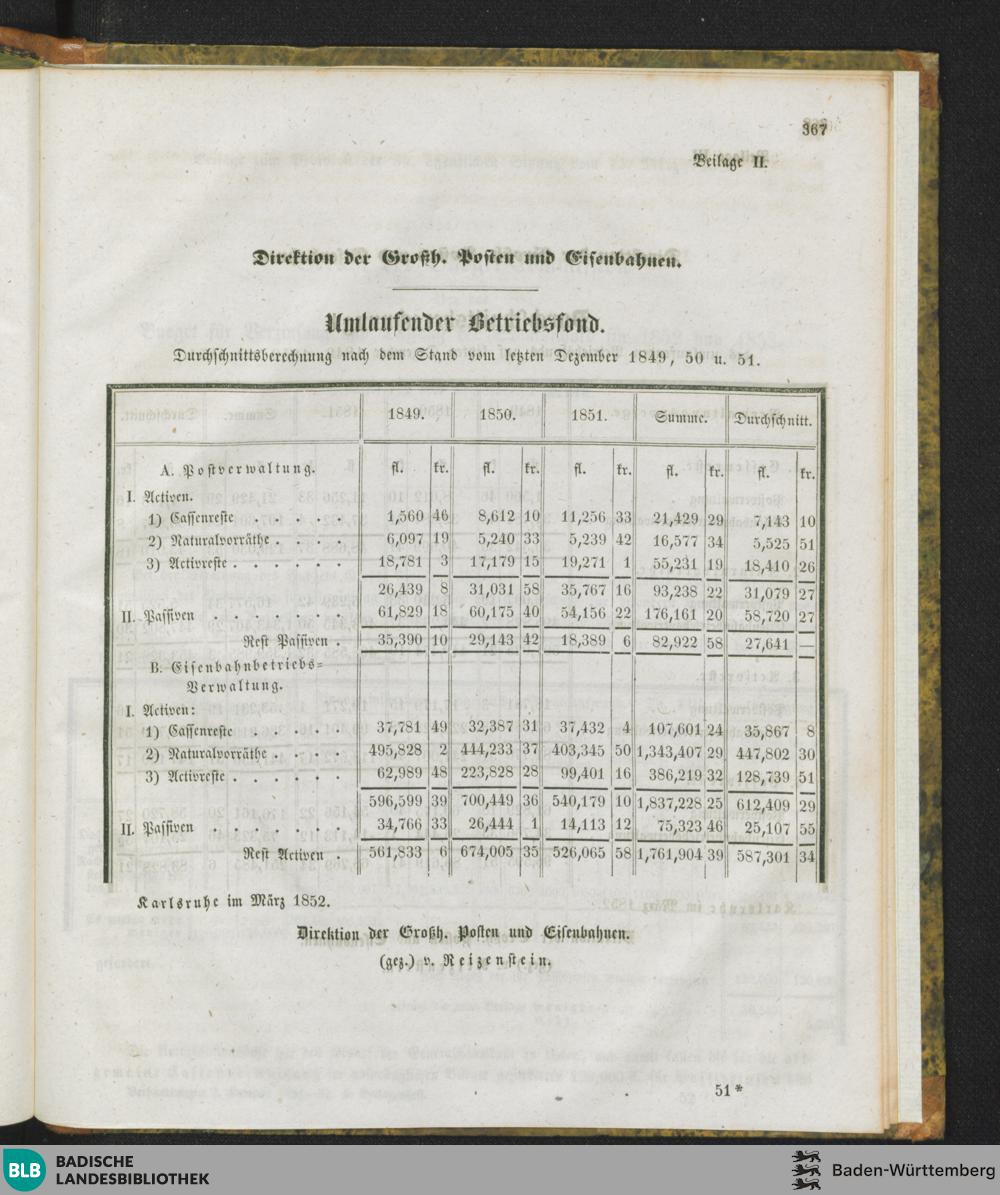 367
Beilage II.
Direktion der Großh. Posten und Eisenbahnen.
Umlaufender Betriebsfond.
Durchschnittsberechnung nach dem Stand vom letzten Dezember 1849, 50 u. 51.
1849. 1850. 1851. Summe. Durchschnitt.
A. Postverwaltung. fl. kr. fl. kr. fl. kr. fl. kr. fl. kr.
I. Activen.
1) Cassenreste . . . . . 1,560 46 8,612 10 11,256 33 21,429 29 7,143 10
2) Naturalvorräthe . . . . 6,097 19 5,240 33 5,239 42 16,577 34 5,525 51
3) Activreste . . . . . . 18,781 3 17,179 15 19,271 1 55,231 19 18,410 26
26,439 8 31,031 58 35,767 16 93,238 22 31,079 27
II. Passiven . . . . . . 61,829 18 60,175 40 54,156 22 176,161 20 58,720 27
Rest Passiven . 35,390 10 29,143 42 18,389 6 82,922 58 27,641 —
B. Eisenbahnbetriebs=
Verwaltung.
I. Activen:
1) Cassenreste . . . . . 37,781 49 32,387 31 37,432 4 107,601 24 35,867 8
2) Naturalvorräthe . . . . 495,828 2 444,233 37 403,345 50 1,343,407 29 447,802 30
3) Activreste . . . . . . 62,989 48 223,828 28 99,401 16 386,219 32 128,739 51
596,599 39 700,449 36 540,179 10 1,837,228 25 612,409 29
II. Passiven . . . . . . 34,766 33 26,444 1 14,113 12 75,323 46 25,107 55
Rest Activen 561,833 6 674,005 35 526,065 58 1,761,904 39 587,301 34
Karlsruhe im März 1852.
Direktion der Großh. Posten und Eisenbahnen.
(gez.) v. Reizenstein.
51*
BLB
BADISCHE
LANDESBIBLIOTHEK
Baden-Württemberg